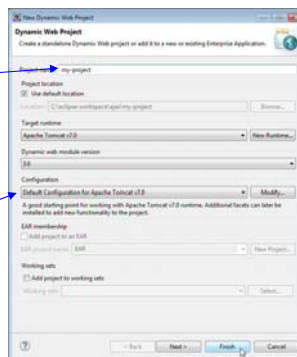 New Dynamic Web Project
Dynamic Web Project
Create a standalone Dynamic Web project or add it to a new or existing Enterprise Application.
Project name: my-project
Project location
Use default location
Location: C:\eclipse-workspace\ajax\my-project Browse...
Target runtime
Apache Tomcat v7.0 New Runtime...
Dynamic web module version
3.0
Configuration
Default Configuration for Apache Tomcat v7.0 Modify...
A good starting point for working with Apache Tomcat v7.0 runtime. Additional facets can later be
installed to add new functionality to the project.
EAR membership
Add project to an EAR
EAR project name: EAR New Project...
Working sets
Add project to working sets
Working sets: Select...
? < Back Next > Finish Cancel